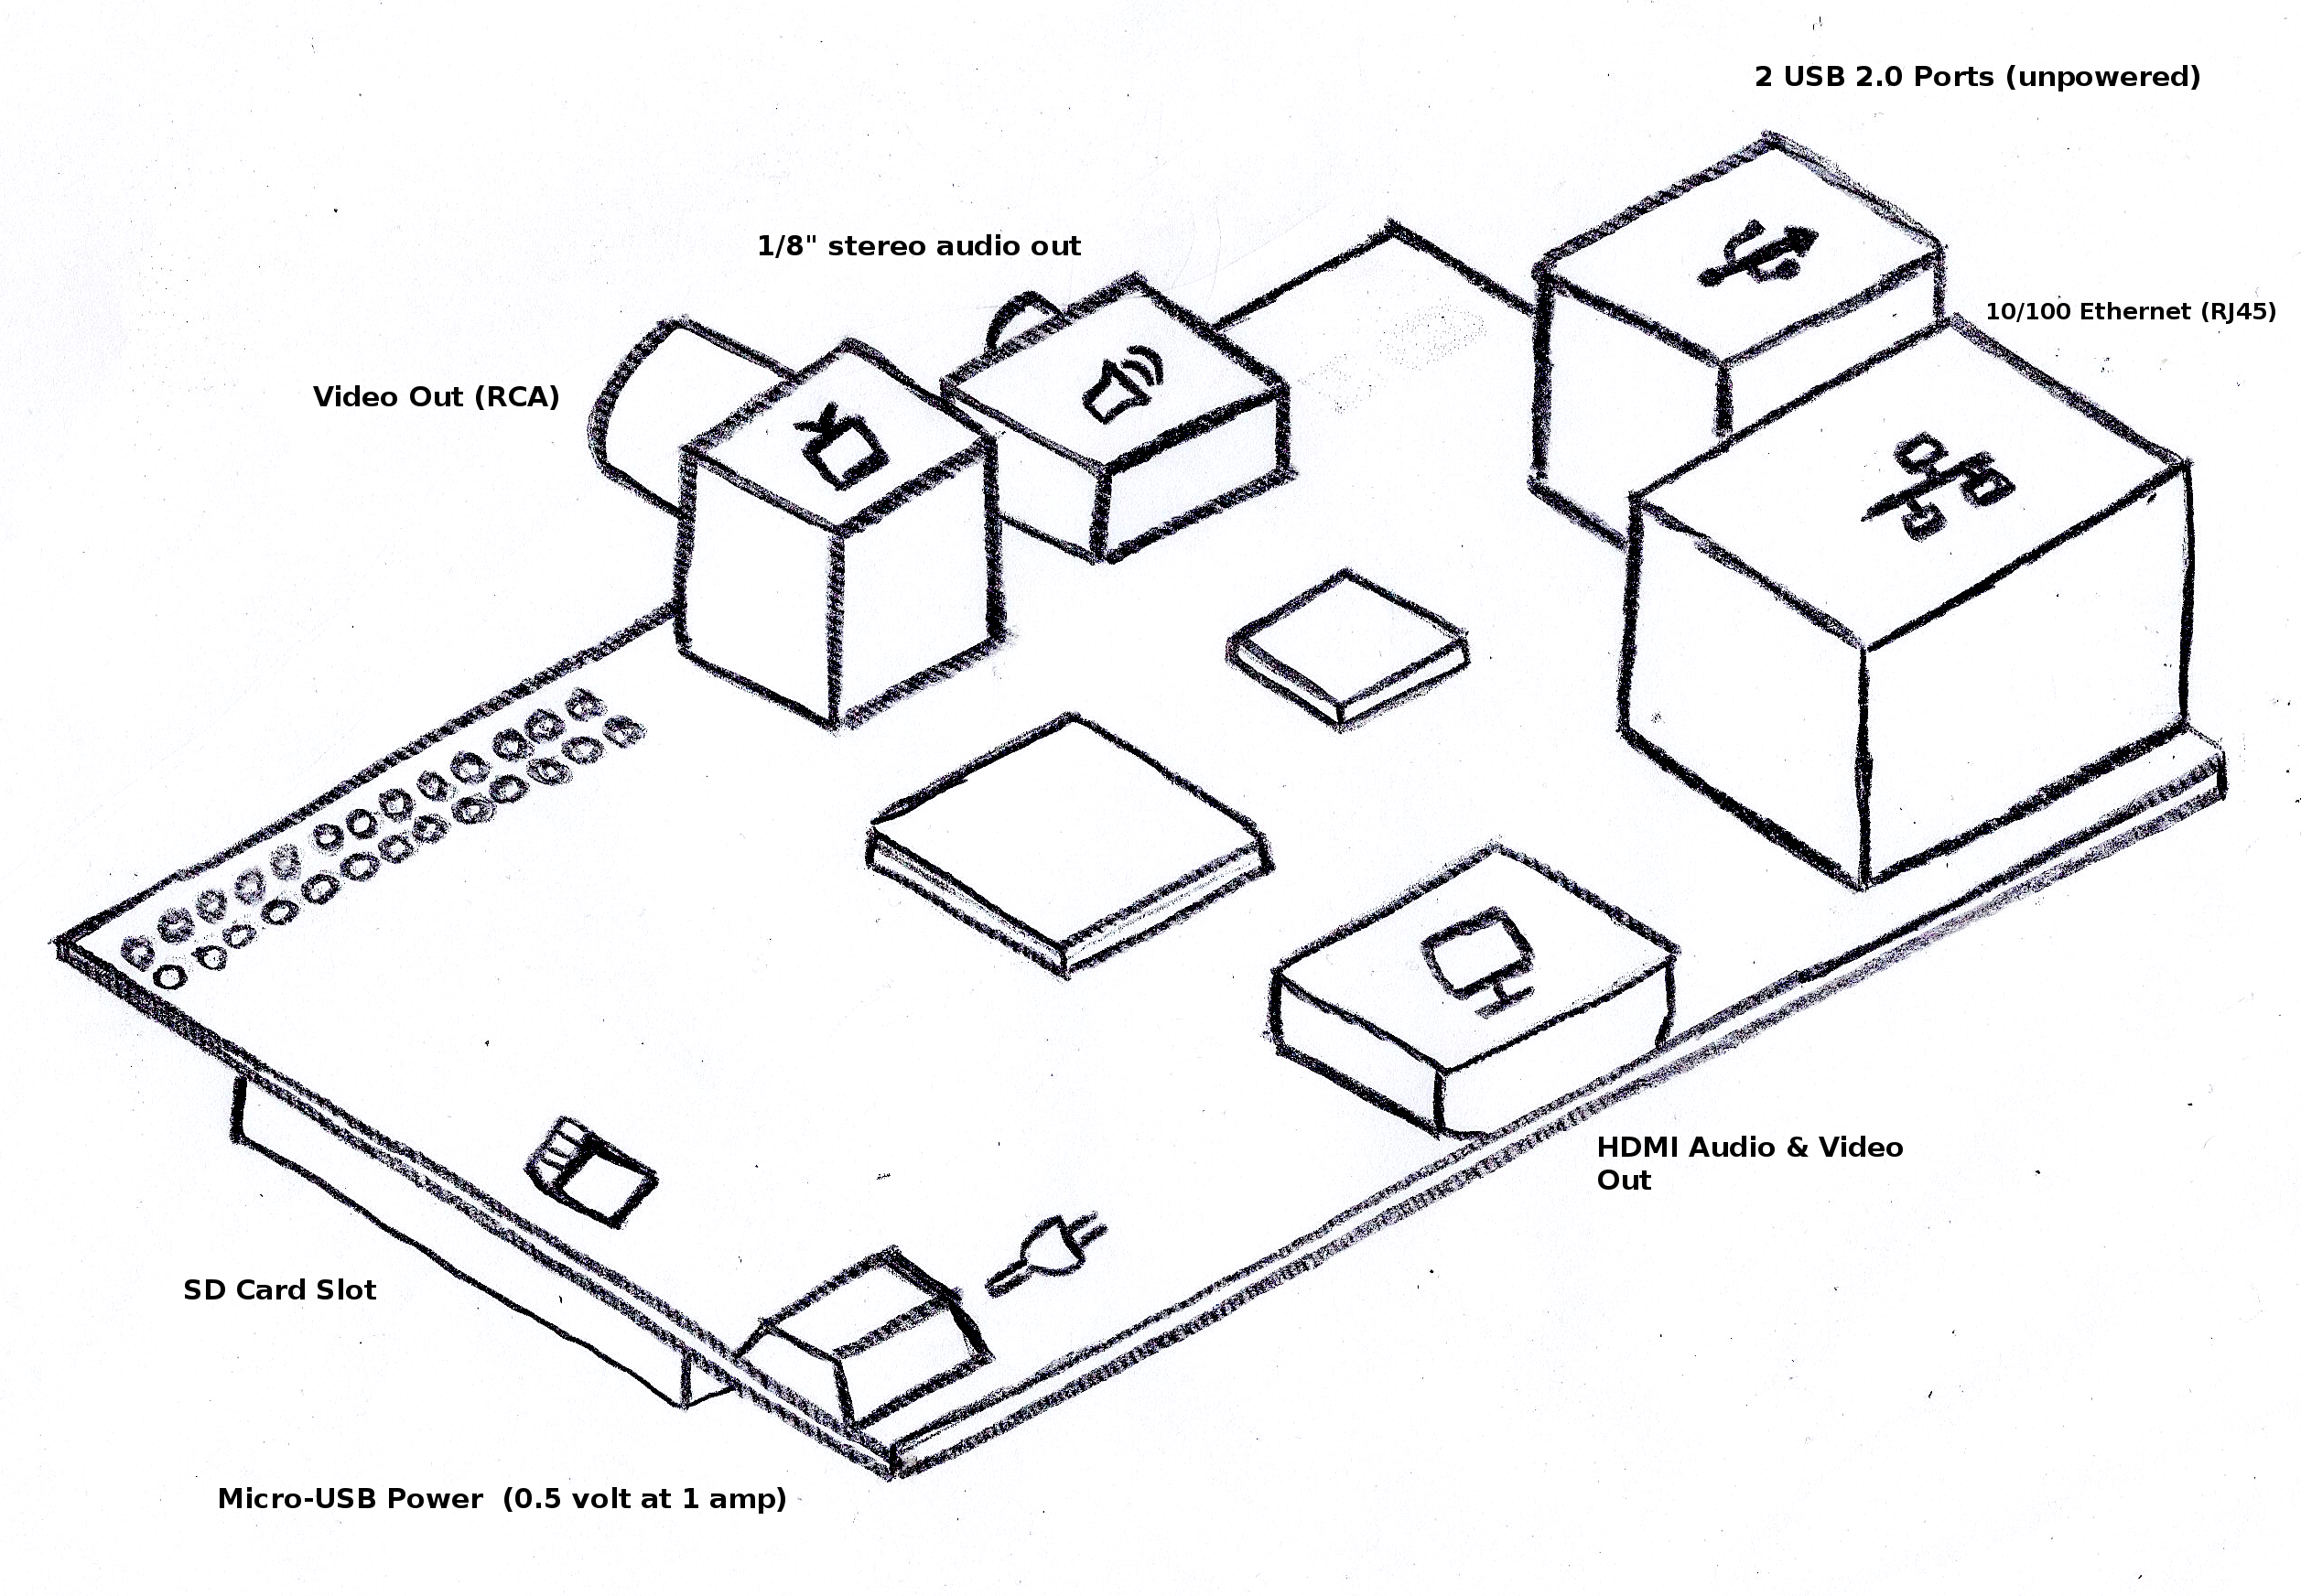 2 USB 2.0 Ports (unpowered)
1/8" stereo audio out
10/100 Ethernet (RJ45)
Video Out (RCA)
HDMI Audio & Video
Out
SD Card Slot
Micro-USB Power  (0.5 volt at 1 amp)